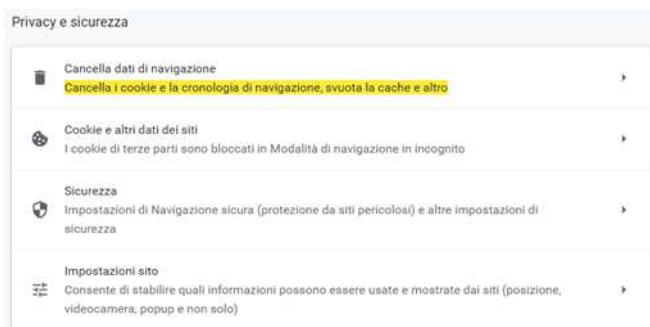 Privacy e sicurezza
Cancella dati di navigazione
Cancella i cookie e la cronologia di navigazione, svuota la cache e altro
Cookie e altri dati dei siti
I cookie di terze parti sono bloccati in Modalità di navigazione in incognito
Sicurezza
Impostazioni di Navigazione sicura (protezione da siti pericolosi) e altre impostazioni di
sicurezza
Impostazioni sito
Consente di stabilire quali informazioni possono essere usate e mostrate dai siti (posizione,
videocamera, popup e non solo)